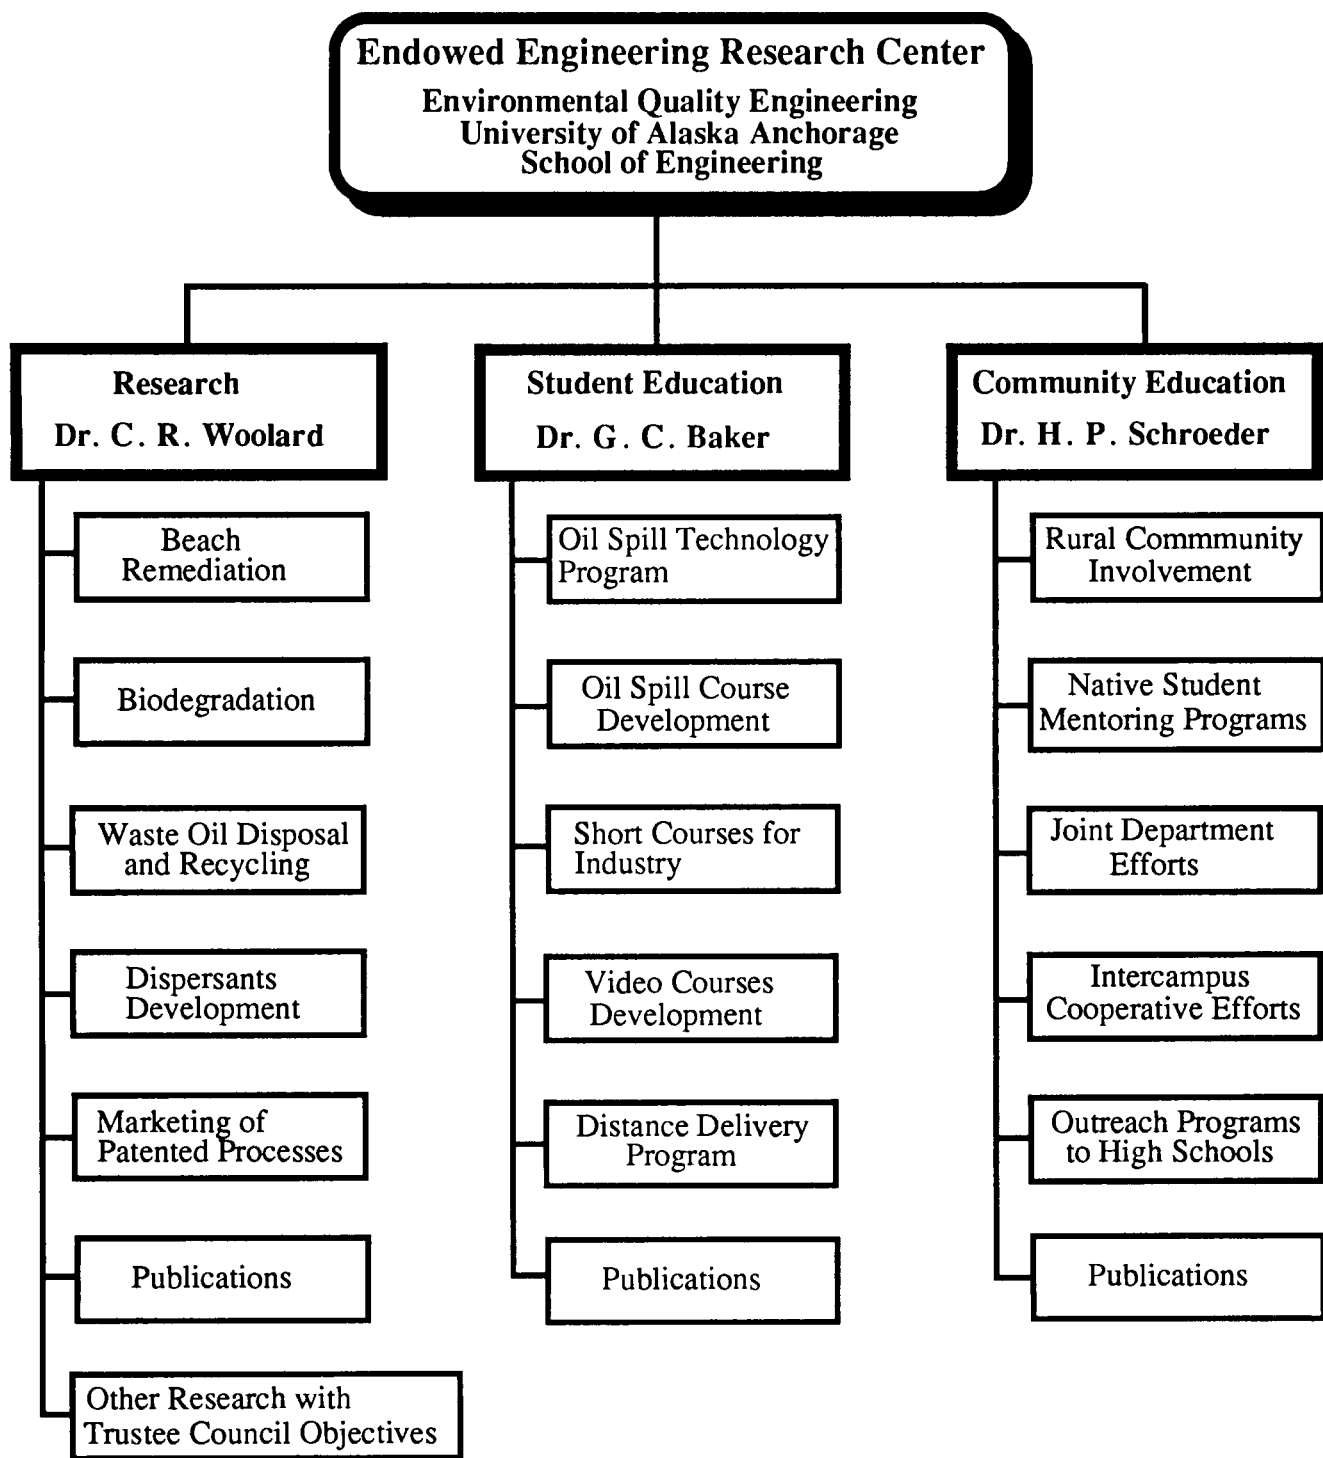 Endowed Engineering Research Center
Environmental Quality Engineering
University of Alaska Anchorage
School of Engineering
Research
Dr. C. R. Woolard
Beach
Remediation
Biodegradation
Waste Oil Disposal
and Recycling
Dispersants
Development
Marketing of
Patented Processes
Publications
Other Research with
Trustee Council Objectives
Student Education
Dr. G. C. Baker
Oil Spill Technology
Program
Oil Spill Course
Development
Short Courses for
Industry
Video Courses
Development
Distance Delivery
Program
Publications
Community Education
Dr. H. P. Schroeder
Rural Commmunity
Involvement
Native Student
Mentoring Programs
Joint Department
Efforts
Intercampus
Cooperative Efforts
Outreach Programs
to High Schools
Publications